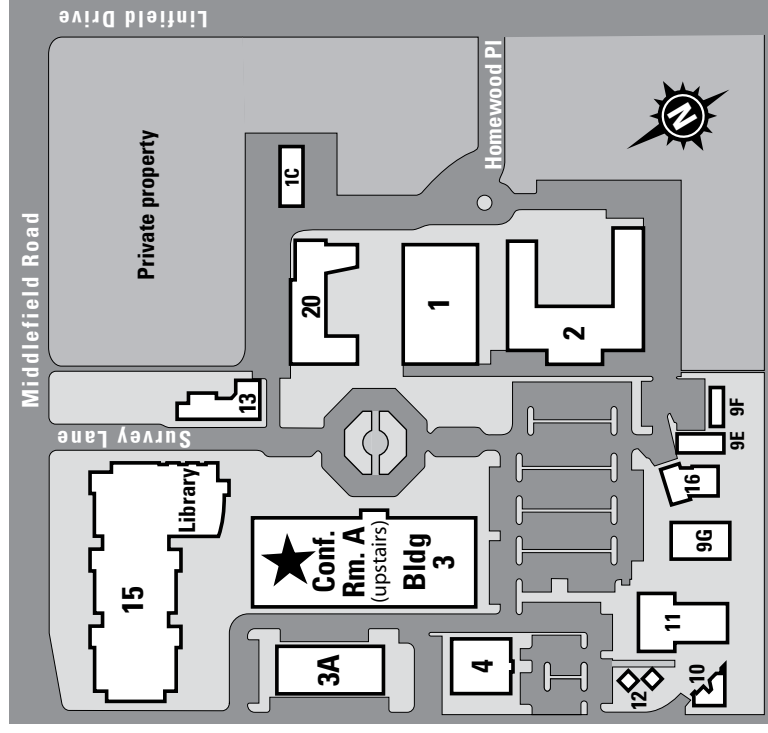 Linfield Drive
Middlefield Road
Homewood Pl
Survey Lane
Private property
N
1C
20
1
2
13
9F
9E
16
9G
Library
15
Conf.
Rm. A
(upstairs)
Bldg
3
3A
4
11
12
10